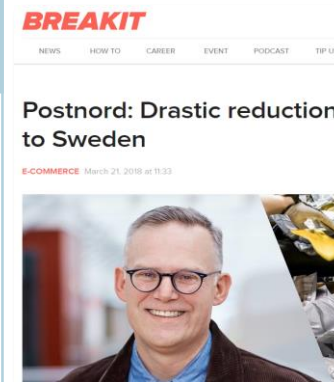 BREAKIT
NEWS HOW TO CAREER EVENT PODCAST TIP U
Postnord: Drastic reduction
to Sweden
E-COMMERCE March 21, 2018 at 11:33